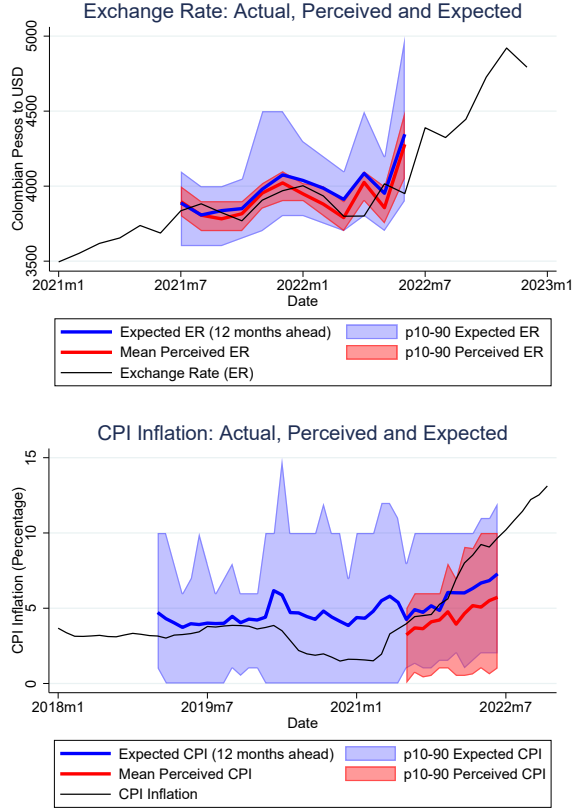 Exchange Rate: Actual, Perceived and Expected
Colombian Pesos to USD
5000
4500
4000
3500
2021m1 2021m7 2022m1 2022m7 2023m1
Date
Expected ER (12 months ahead) p10-90 Expected ER
Mean Perceived ER p10-90 Perceived ER
Exchange Rate (ER)
CPI Inflation: Actual, Perceived and Expected
CPI Inflation (Percentage)
15
10
5
0
2018m1 2019m7 2021m1 2022m7
Date
Expected CPI (12 months ahead) p10-90 Expected CPI
Mean Perceived CPI p10-90 Perceived CPI
CPI Inflation